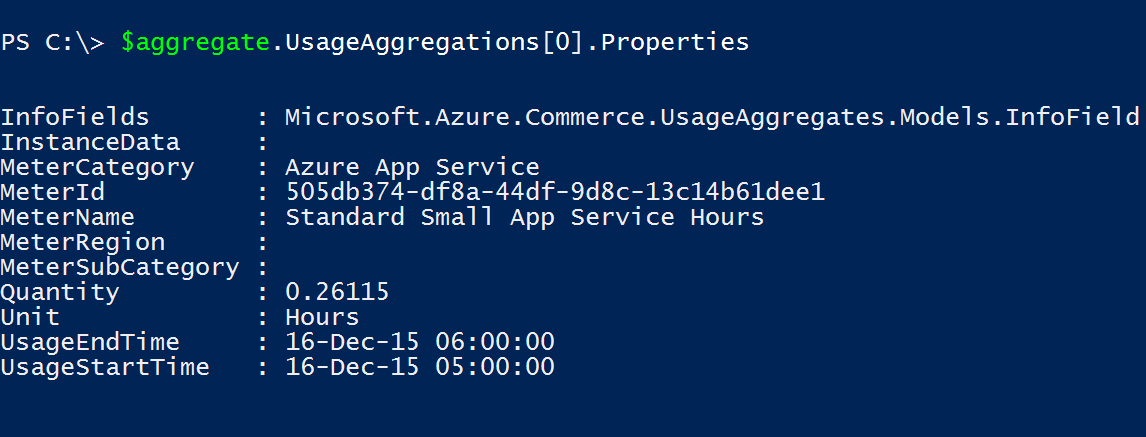 PS C:\> $aggregate.UsageAggregations[0].Properties
InfoFields       : Microsoft.Azure.Commerce.UsageAggregates.Models.InfoField
InstanceData     :
MeterCategory    : Azure App Service
MeterId          : 505db374-df8a-44df-9d8c-13c14b61dee1
MeterName        : Standard Small App Service Hours
MeterRegion      :
MeterSubCategory :
Quantity         : 0.26115
Unit             : Hours
UsageEndTime     : 16-Dec-15 06:00:00
UsageStartTime   : 16-Dec-15 05:00:00